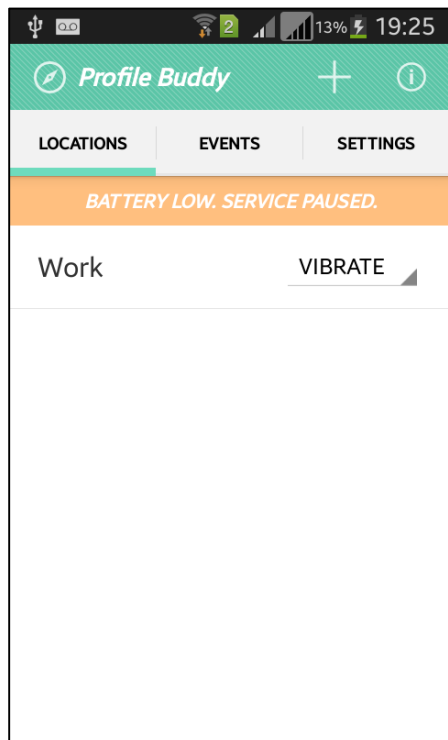 2 13% 19:25
Profile Buddy
LOCATIONS EVENTS SETTINGS
BATTERY LOW. SERVICE PAUSED.
Work VIBRATE